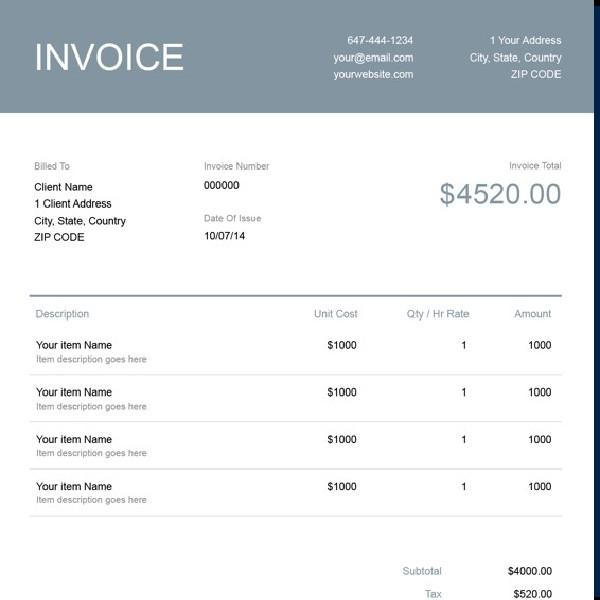 INVOICE
647-444-1234
your@email.com
yourwebsite.com
1 Your Address
City, State, Country
ZIP CODE
Billed To
Client Name
1 Client Address
City, State, Country
ZIP CODE
Invoice Number
000000
Date Of Issue
10/07/14
Invoice Total
$4520.00
Description Unit Cost Qty / Hr Rate Amount
Your item Name $1000 1 1000
Item description goes here
Your item Name $1000 1 1000
Item description goes here
Your item Name $1000 1 1000
Item description goes here
Your item Name $1000 1 1000
Item description goes here
Subtotal $4000.00
Tax $520.00